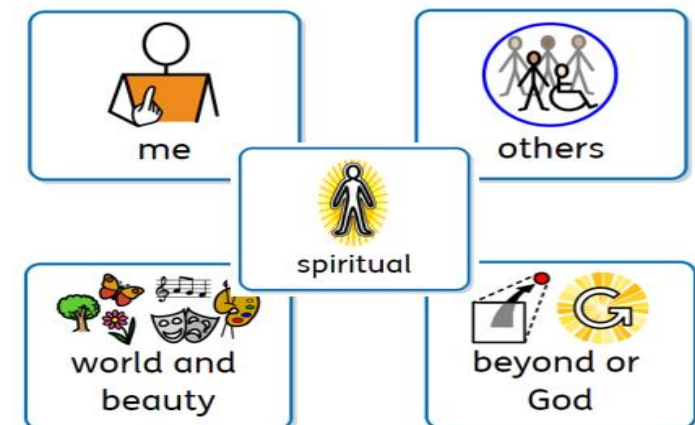 me
others
spiritual
world and
beauty
beyond or
God